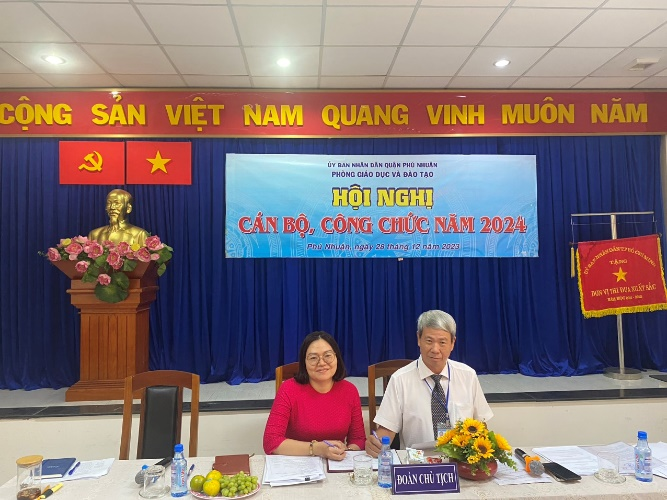 CỘNG SẢN VIỆT NAM QUANG VINH MUÔN NĂM
ỦY BAN NHÂN DÂN QUẬN PHÚ NHUẬN
PHÒNG GIÁO DỤC VÀ ĐÀO TẠO
HỘI NGHỊ
CÁN BỘ, CÔNG CHỨC NĂM 2024
Phú Nhuận, ngày 28 tháng 12 năm 2023
TẶNG
ĐƠN VỊ THI ĐUA XUẤT SẮC
ĐOÀN CHỦ TỊCH